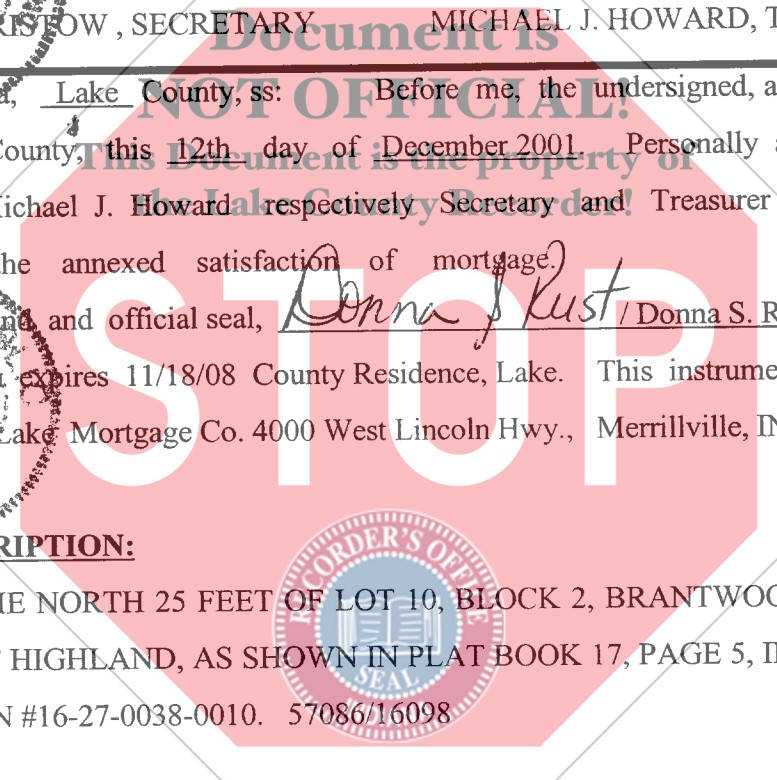 RISTOW , SECRETARY MICHAEL J. HOWARD, T
Document is
NOT OFFICIAL!
This Document is the property of
the Lake County Recorder!
STOP
a, Lake County, ss: Before me, the undersigned, a
County, this 12th day of December 2001. Personally a
ichael J. Howard respectively Secretary and Treasurer
the annexed satisfaction of mortgage.
and and official seal, Donna S Rust / Donna S. R
expires 11/18/08 County Residence, Lake. This instrume
Lake Mortgage Co. 4000 West Lincoln Hwy., Merrillville, IN
RIPTION:
HE NORTH 25 FEET OF LOT 10, BLOCK 2, BRANTWOO
HIGHLAND, AS SHOWN IN PLAT BOOK 17, PAGE 5, I
N #16-27-0038-0010. 57086/16098
RECORDER'S OFFICE
SEAL